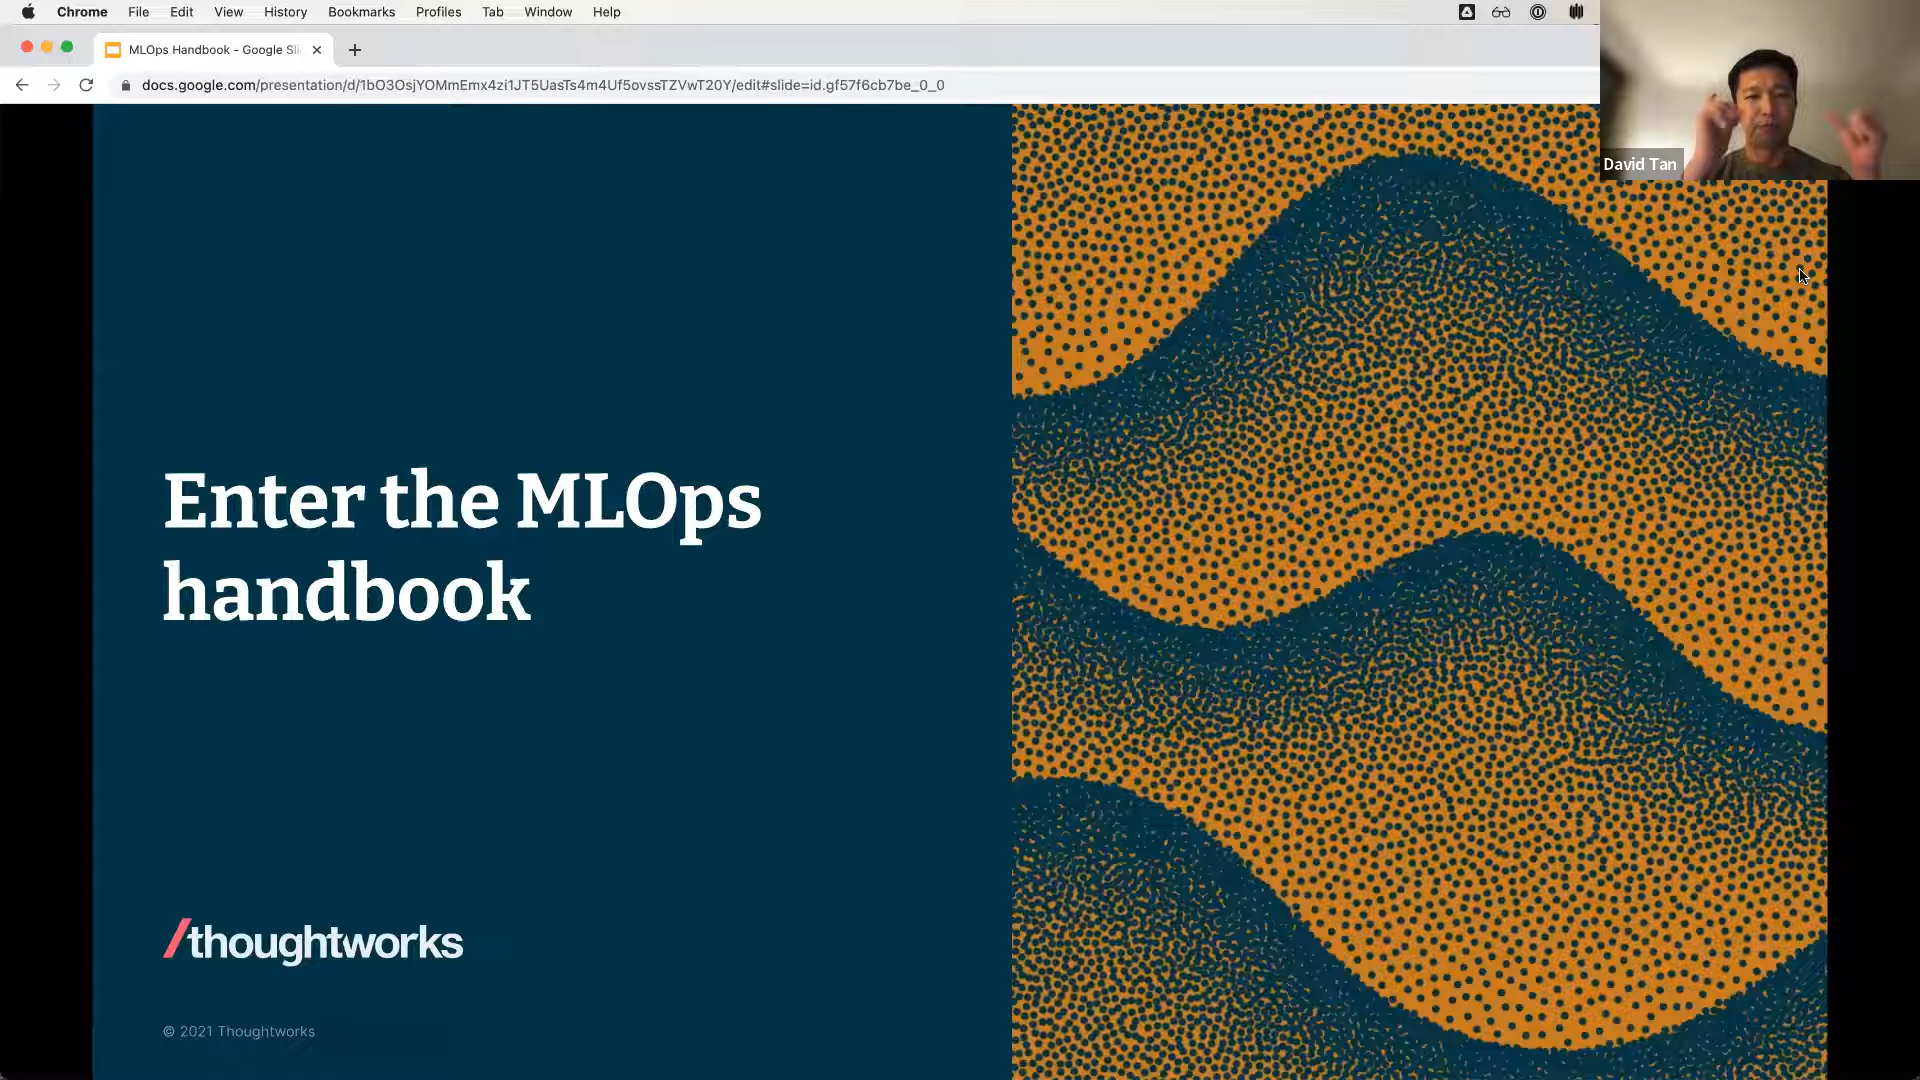 Chrome File Edit View History Bookmarks Profiles Tab Window Help
MLOps Handbook - Google Sli
docs.google.com/presentation/d/1bO3OsjYOMmEmx4zi1JT5UasTs4m4Uf5ovssTZVwT20Y/edit#slide=id.gf57f6cb7be_0_0
David Tan
Enter the MLOps
handbook
/thoughtworks
© 2021 Thoughtworks